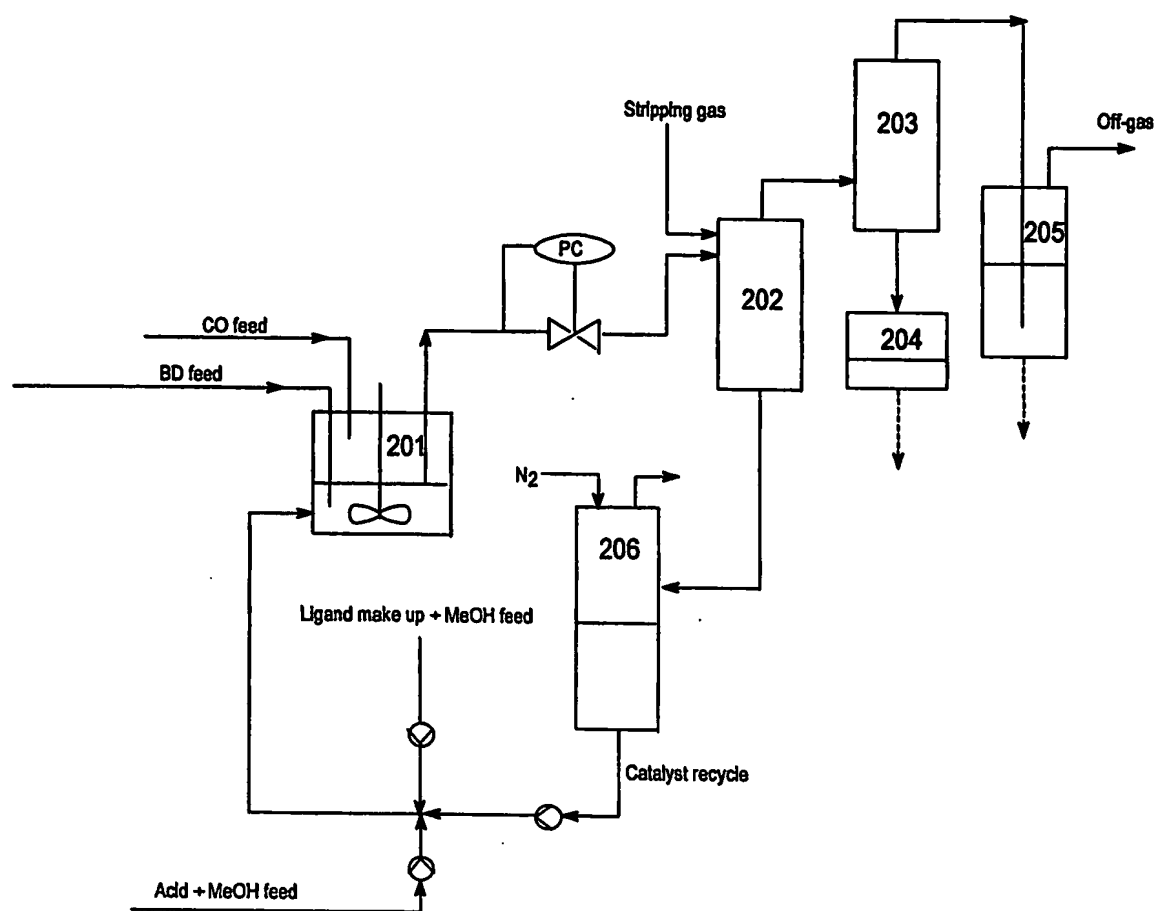 203
Stripping gas
Off-gas
205
PC
202
CO feed
204
BD feed
201
N2
206
Ligand make up + MeOH feed
Catalyst recycle
Acid + MeOH feed